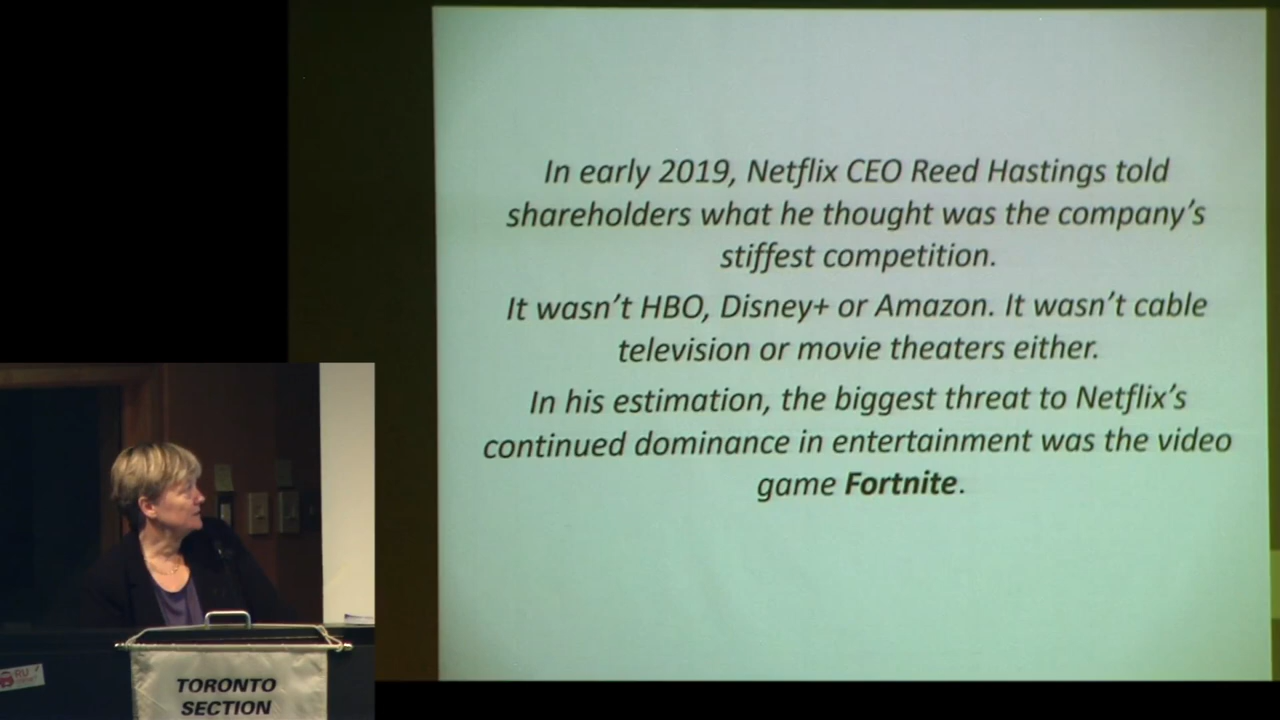 In early 2019, Netflix CEO Reed Hastings told
shareholders what he thought was the company's
stiffest competition.
It wasn't HBO, Disney+ or Amazon. It wasn't cable
television or movie theaters either.
In his estimation, the biggest threat to Netflix's
continued dominance in entertainment was the video
game Fortnite.
RU
TORONTO
SECTION